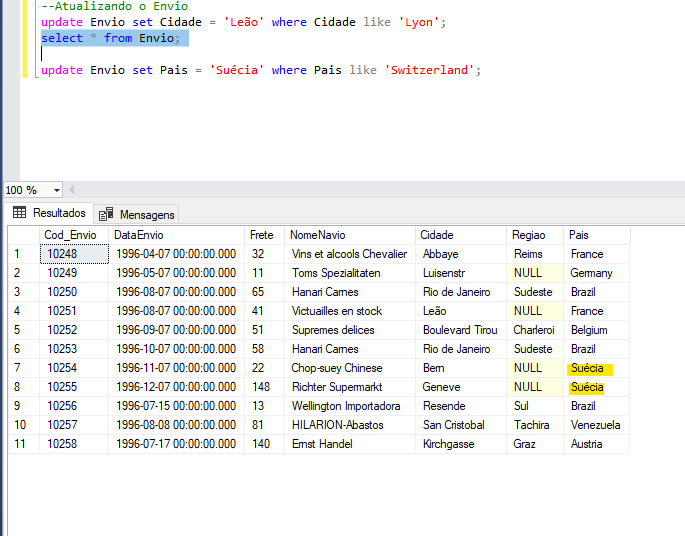 --Atualizando o Envio
update Envio set Cidade = 'Leão' where Cidade like 'Lyon';
select * from Envio;
update Envio set Pais = 'Suécia' where Pais like 'Switzerland';
100 %
Resultados Mensagens
Cod_Envio DataEnvio Frete NomeNavio Cidade Regiao Pais
1 10248 1996-04-07 00:00:00.000 32 Vins et alcools Chevalier Abbaye Reims France
2 10249 1996-05-07 00:00:00.000 11 Toms Spezialitaten Luisenstr NULL Germany
3 10250 1996-08-07 00:00:00.000 65 Hanari Carnes Rio de Janeiro Sudeste Brazil
4 10251 1996-08-07 00:00:00.000 41 Victuailles en stock Leão NULL France
5 10252 1996-09-07 00:00:00.000 51 Supremes delices Boulevard Tirou Charleroi Belgium
6 10253 1996-10-07 00:00:00.000 58 Hanari Carnes Rio de Janeiro Sudeste Brazil
7 10254 1996-11-07 00:00:00.000 22 Chop-suey Chinese Bern NULL Suécia
8 10255 1996-12-07 00:00:00.000 148 Richter Supermarkt Geneve NULL Suécia
9 10256 1996-07-15 00:00:00.000 13 Wellington Importadora Resende Sul Brazil
10 10257 1996-08-08 00:00:00.000 81 HILARION-Abastos San Cristobal Tachira Venezuela
11 10258 1996-07-17 00:00:00.000 140 Ernst Handel Kirchgasse Graz Austria